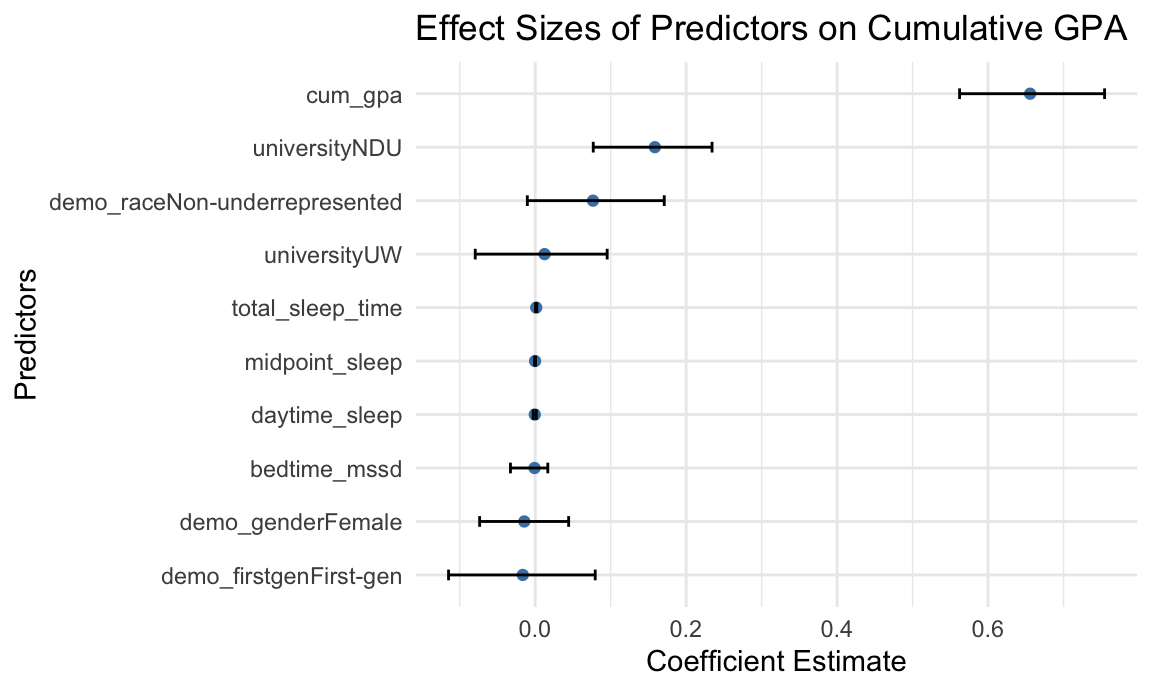 Effect Sizes of Predictors on Cumulative GPA
Predictors
cum_gpa
universityNDU
demo_raceNon-underrepresented
universityUW
total_sleep_time
midpoint_sleep
daytime_sleep
bedtime_mssd
demo_genderFemale
demo_firstgenFirst-gen
0.0 0.2 0.4 0.6
Coefficient Estimate